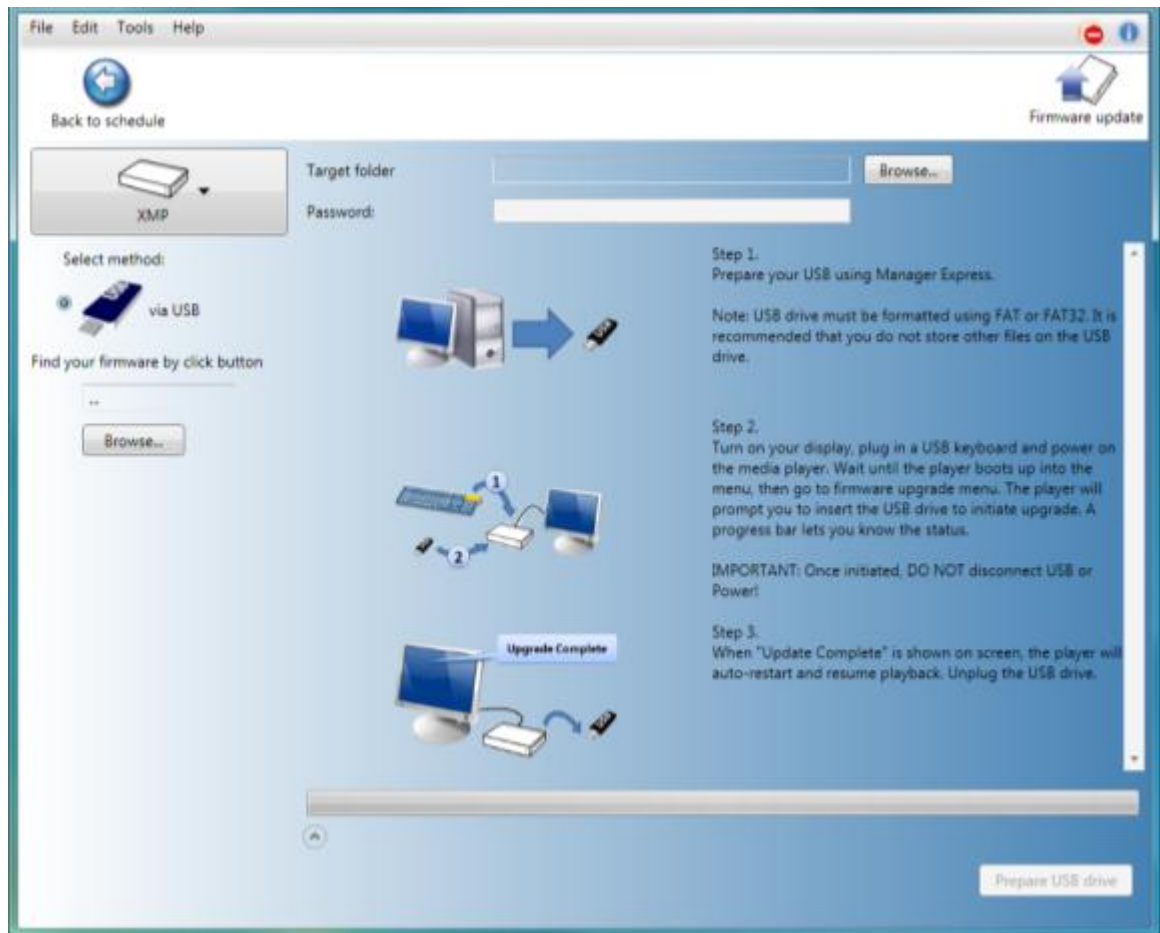 File Edit Tools Help
Back to schedule
Firmware update
XMP
Select method:
via USB
Find your firmware by click button
..
Browse...
Target folder
Browse...
Password:
Step 1.
Prepare your USB using Manager Express.
Note: USB drive must be formatted using FAT or FAT32. It is
recommended that you do not store other files on the USB
drive.
Step 2.
Turn on your display, plug in a USB keyboard and power on
the media player. Wait until the player boots up into the
menu, then go to firmware upgrade menu. The player will
prompt you to insert the USB drive to initiate upgrade. A
progress bar lets you know the status.
IMPORTANT: Once initiated, DO NOT disconnect USB or
Power!
1
2
Step 3.
When "Update Complete" is shown on screen, the player will
auto-restart and resume playback. Unplug the USB drive.
Upgrade Complete
Prepare USB drive